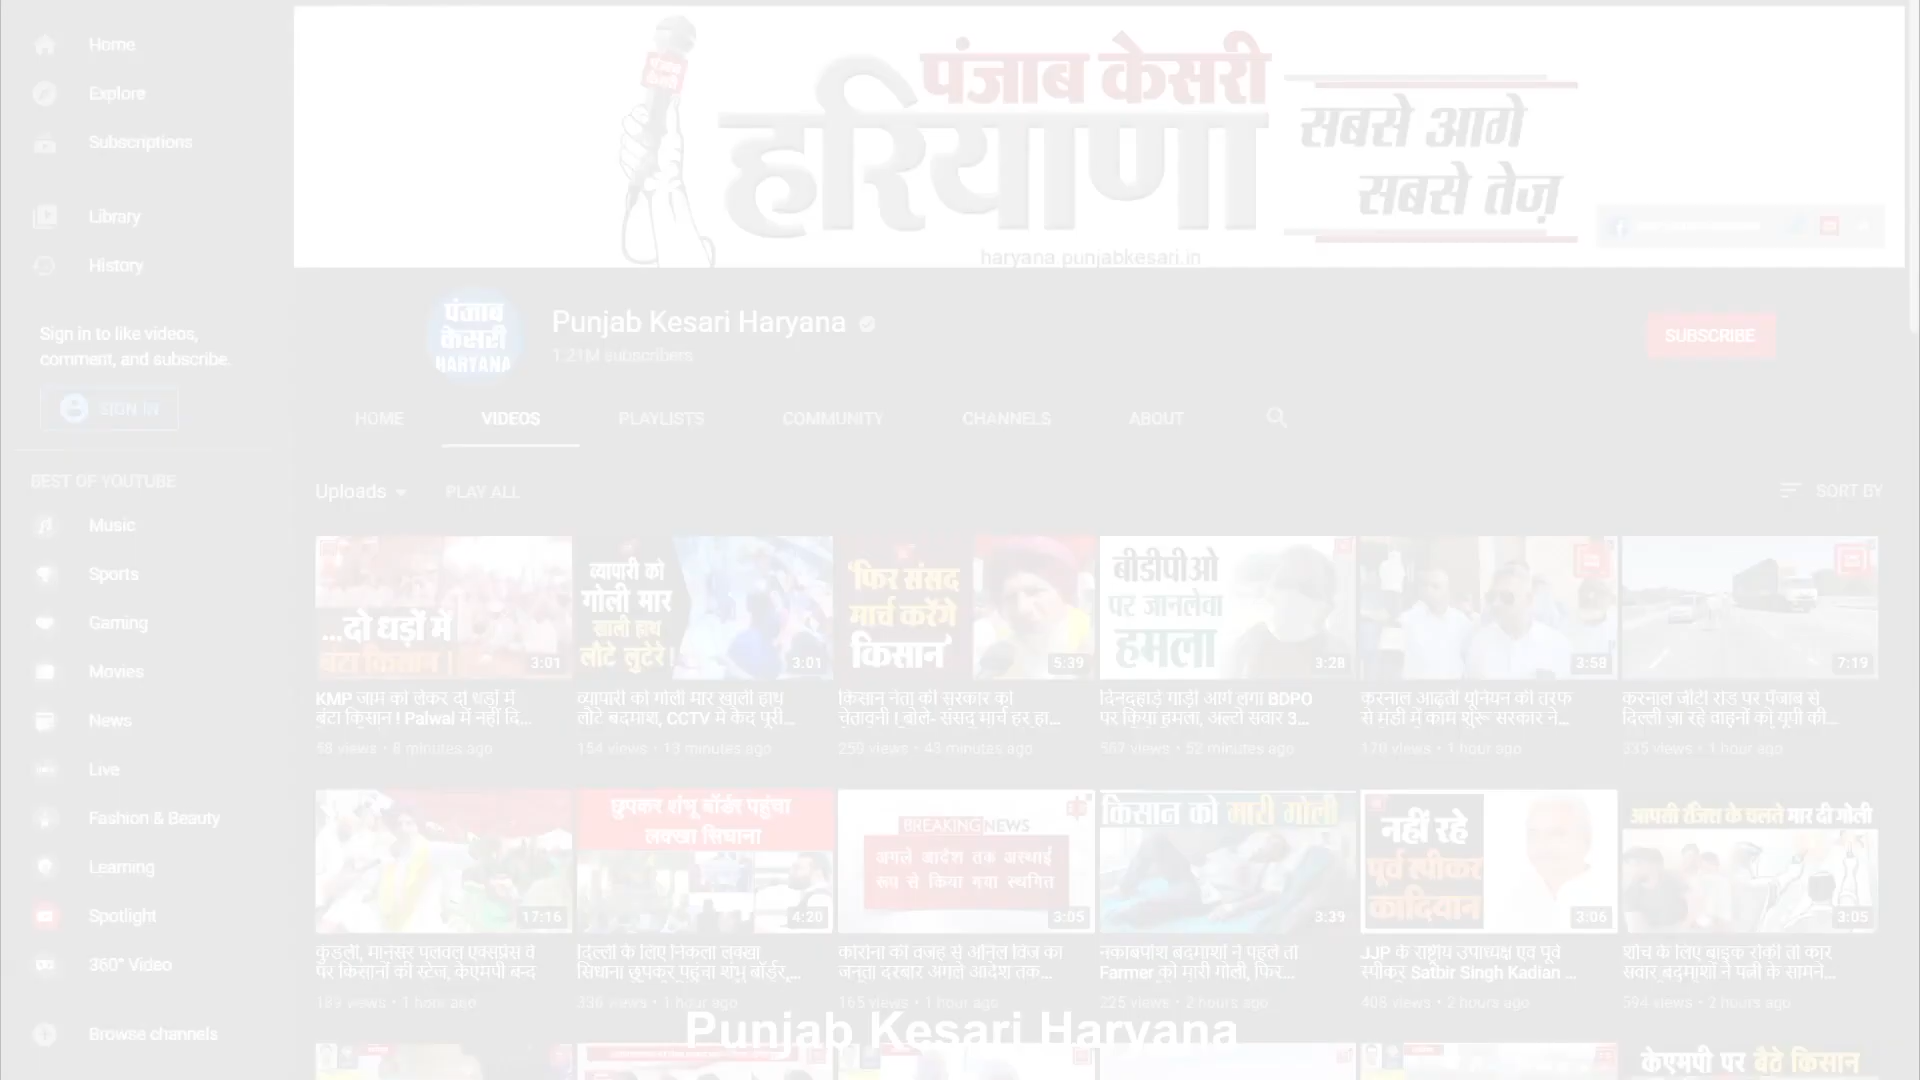 Home
Explore
Subscriptions
Library
History
Sign in to like videos,
comment, and subscribe.
SIGN IN
BEST OF YOUTUBE
Music
Sports
Gaming
Movies
News
Live
Fashion & Beauty
Learning
Spotlight
360° Video
Browse channels
पंजाब केसरी
हरियाणा
सबसे आगे
सबसे तेज़
haryana.punjabkesari.in
पंजाब
केसरी
HARYANA
Punjab Kesari Haryana
1.21M subscribers
SUBSCRIBE
HOME VIDEOS PLAYLISTS COMMUNITY CHANNELS ABOUT
Uploads PLAY ALL SORT BY
...दो धड़ों में
बंटा किसान !
3:01
व्यापारी को
गोली मार
खाली हाथ
लौटे लुटेरे !
3:01
'फिर संसद
मार्च करेंगे
किसान'
5:39
बीडीपीओ
पर जानलेवा
हमला
3:28
3:58
7:19
KMP जाम को लेकर दो धड़ों में
बंटा किसान ! Palwal में नहीं दि...
58 views • 8 minutes ago
व्यापारी को गोली मार खाली हाथ
लौटे बदमाश, CCTV में कैद पूरी...
154 views • 13 minutes ago
किसान नेता की सरकार को
चेतावनी ! बोले- संसद मार्च हर हा...
259 views • 43 minutes ago
दिनदहाड़े गाड़ी आगे लगा BDPO
पर किया हमला, अल्टो सवार 3...
867 views • 52 minutes ago
करनाल आढ़ती यूनियन की तरफ
से मंडी में काम शुरू सरकार ने...
120 views • 1 hour ago
करनाल जीटी रोड पर पंजाब से
दिल्ली जा रहे वाहनों को यूपी की...
335 views • 1 hour ago
17:16
छुपकर शंभू बॉर्डर पहुंचा
लक्खा सिधाना
4:20
BREAKING NEWS
अगले आदेश तक अस्थाई
रूप से किया गया स्थगित
3:05
किसान को मारी गोली
3:39
नहीं रहे
पूर्व स्पीकर
कादियान
3:06
आपसी रंजिश के चलते मार दी गोली
3:05
कुंडली, मानेसर पलवल एक्सप्रेस वे
पर किसानों की स्टेज, केएमपी बन्द
189 views • 1 hour ago
दिल्ली के लिए निकला लक्खा
सिधाना छुपकर पहुंचा शंभू बॉर्डर,...
336 views • 1 hour ago
कोरोना की वजह से अनिल विज का
जनता दरबार अगले आदेश तक...
165 views • 1 hour ago
नकाबपोश बदमाशों ने पहले तो
Farmer को मारी गोली, फिर...
225 views • 2 hours ago
JJP के राष्ट्रीय उपाध्यक्ष एवं पूर्व
स्पीकर Satbir Singh Kadian ...
408 views • 2 hours ago
शौच के लिए बाइक रोकी तो कार
सवार बदमाशों ने पत्नी के सामने...
594 views • 2 hours ago
Punjab Kesari Haryana
केएमपी पर बैठे किसान